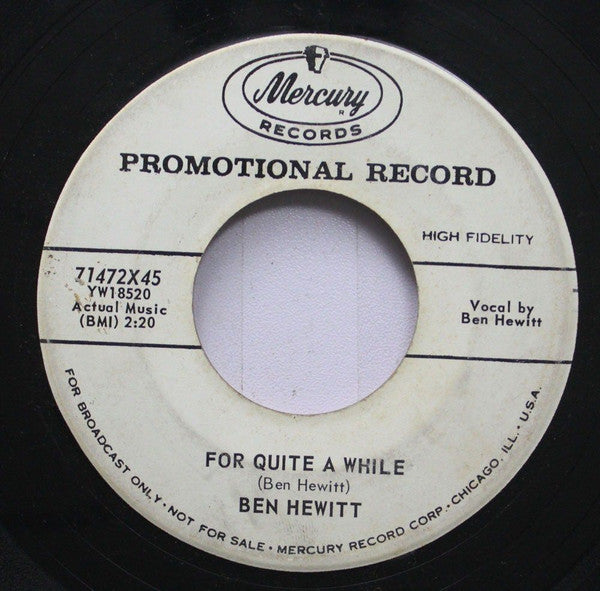 Mercury
R
RECORDS
PROMOTIONAL RECORD
HIGH FIDELITY
71472X45
YW18520
Actual Music
(BMI) 2:20
Vocal by
Ben Hewitt
FOR QUITE A WHILE
(Ben Hewitt)
BEN HEWITT
FOR BROADCAST ONLY • NOT FOR SALE • MERCURY RECORD CORP. • CHICAGO, ILL. • U.S.A.